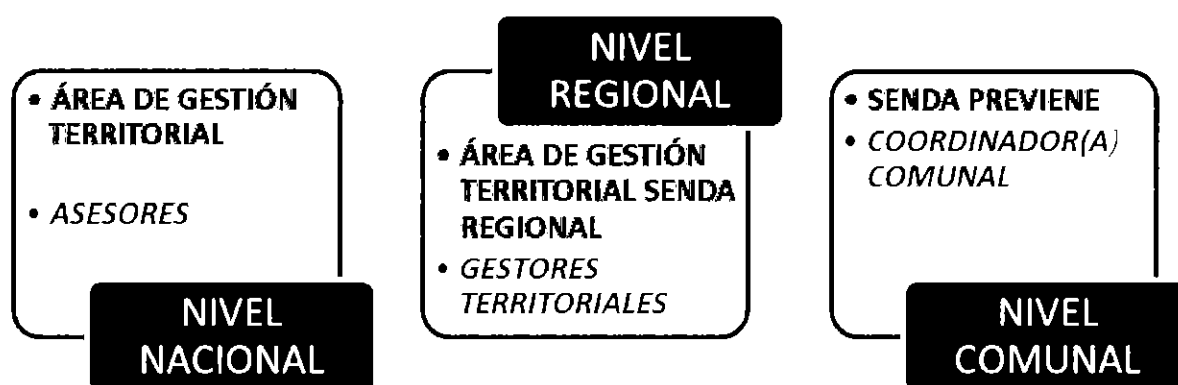 • ÁREA DE GESTIÓN
TERRITORIAL
• ASESORES
NIVEL
NACIONAL
NIVEL
REGIONAL
• ÁREA DE GESTIÓN
TERRITORIAL SENDA
REGIONAL
• GESTORES
TERRITORIALES
• SENDA PREVIENE
• COORDINADOR(A)
COMUNAL
NIVEL
COMUNAL